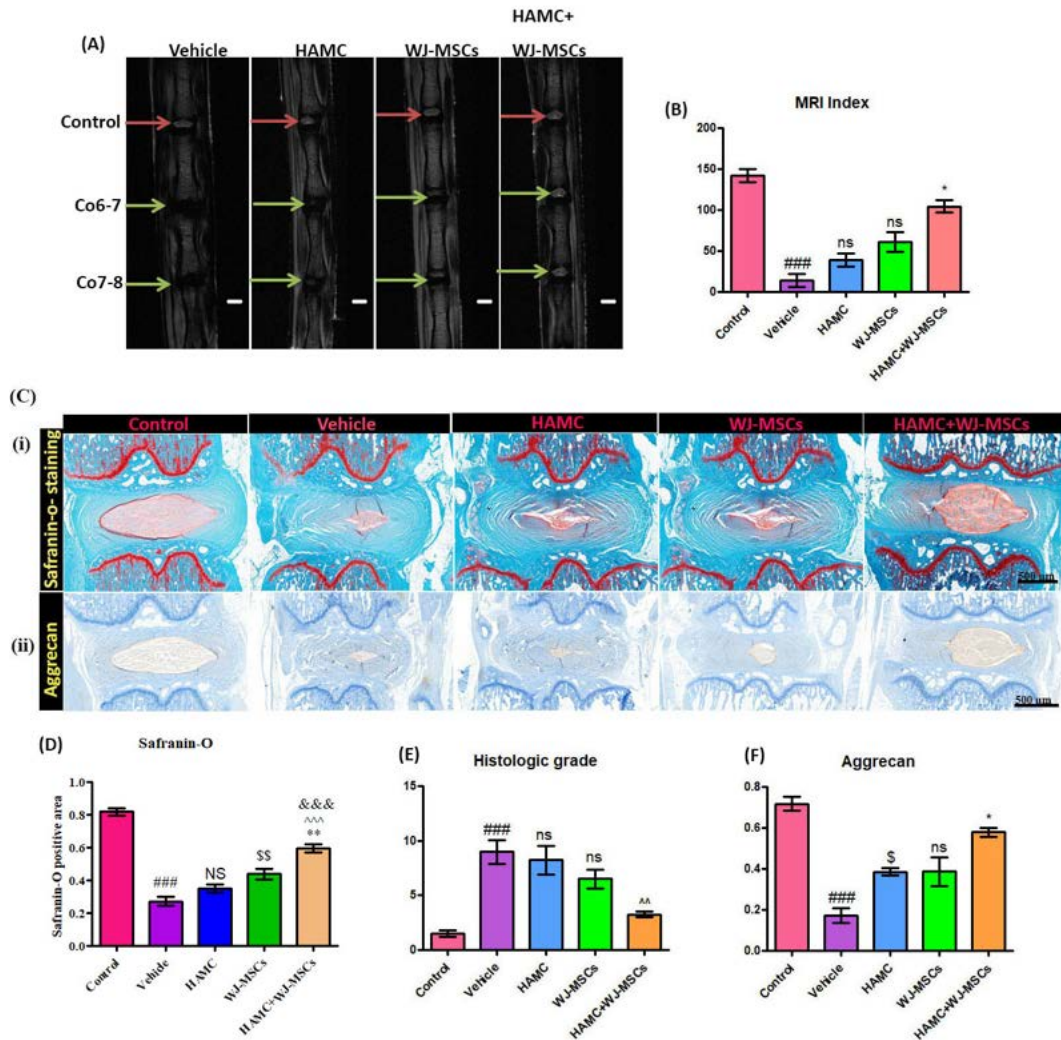 HAMC+
(A) Vehicle HAMC WJ-MSCs WJ-MSCs
Control
Co6-7
Co7-8
(B) MRI Index
200
150
100
50
0
###
ns
ns
*
Control Vehicle HAMC WJ-MSCs HAMC+WJ-MSCs
(C)
Control Vehicle HAMC WJ-MSCs HAMC+WJ-MSCs
(i) Safranin-o- staining
500 µm
(ii) Aggrecan
500 µm
(D) Safranin-O
Safranin-O positive area
1.0
0.8
0.6
0.4
0.2
0.0
###
NS
$$
&&&
^^^
**
Control Vehicle HAMC WJ-MSCs HAMC+WJ-MSCs
(E) Histologic grade
15
10
5
0
###
ns
ns
^^
Control Vehicle HAMC WJ-MSCs HAMC+WJ-MSCs
(F) Aggrecan
0.8
0.6
0.4
0.2
0.0
###
$
ns
*
Control Vehicle HAMC WJ-MSCs HAMC+WJ-MSCs